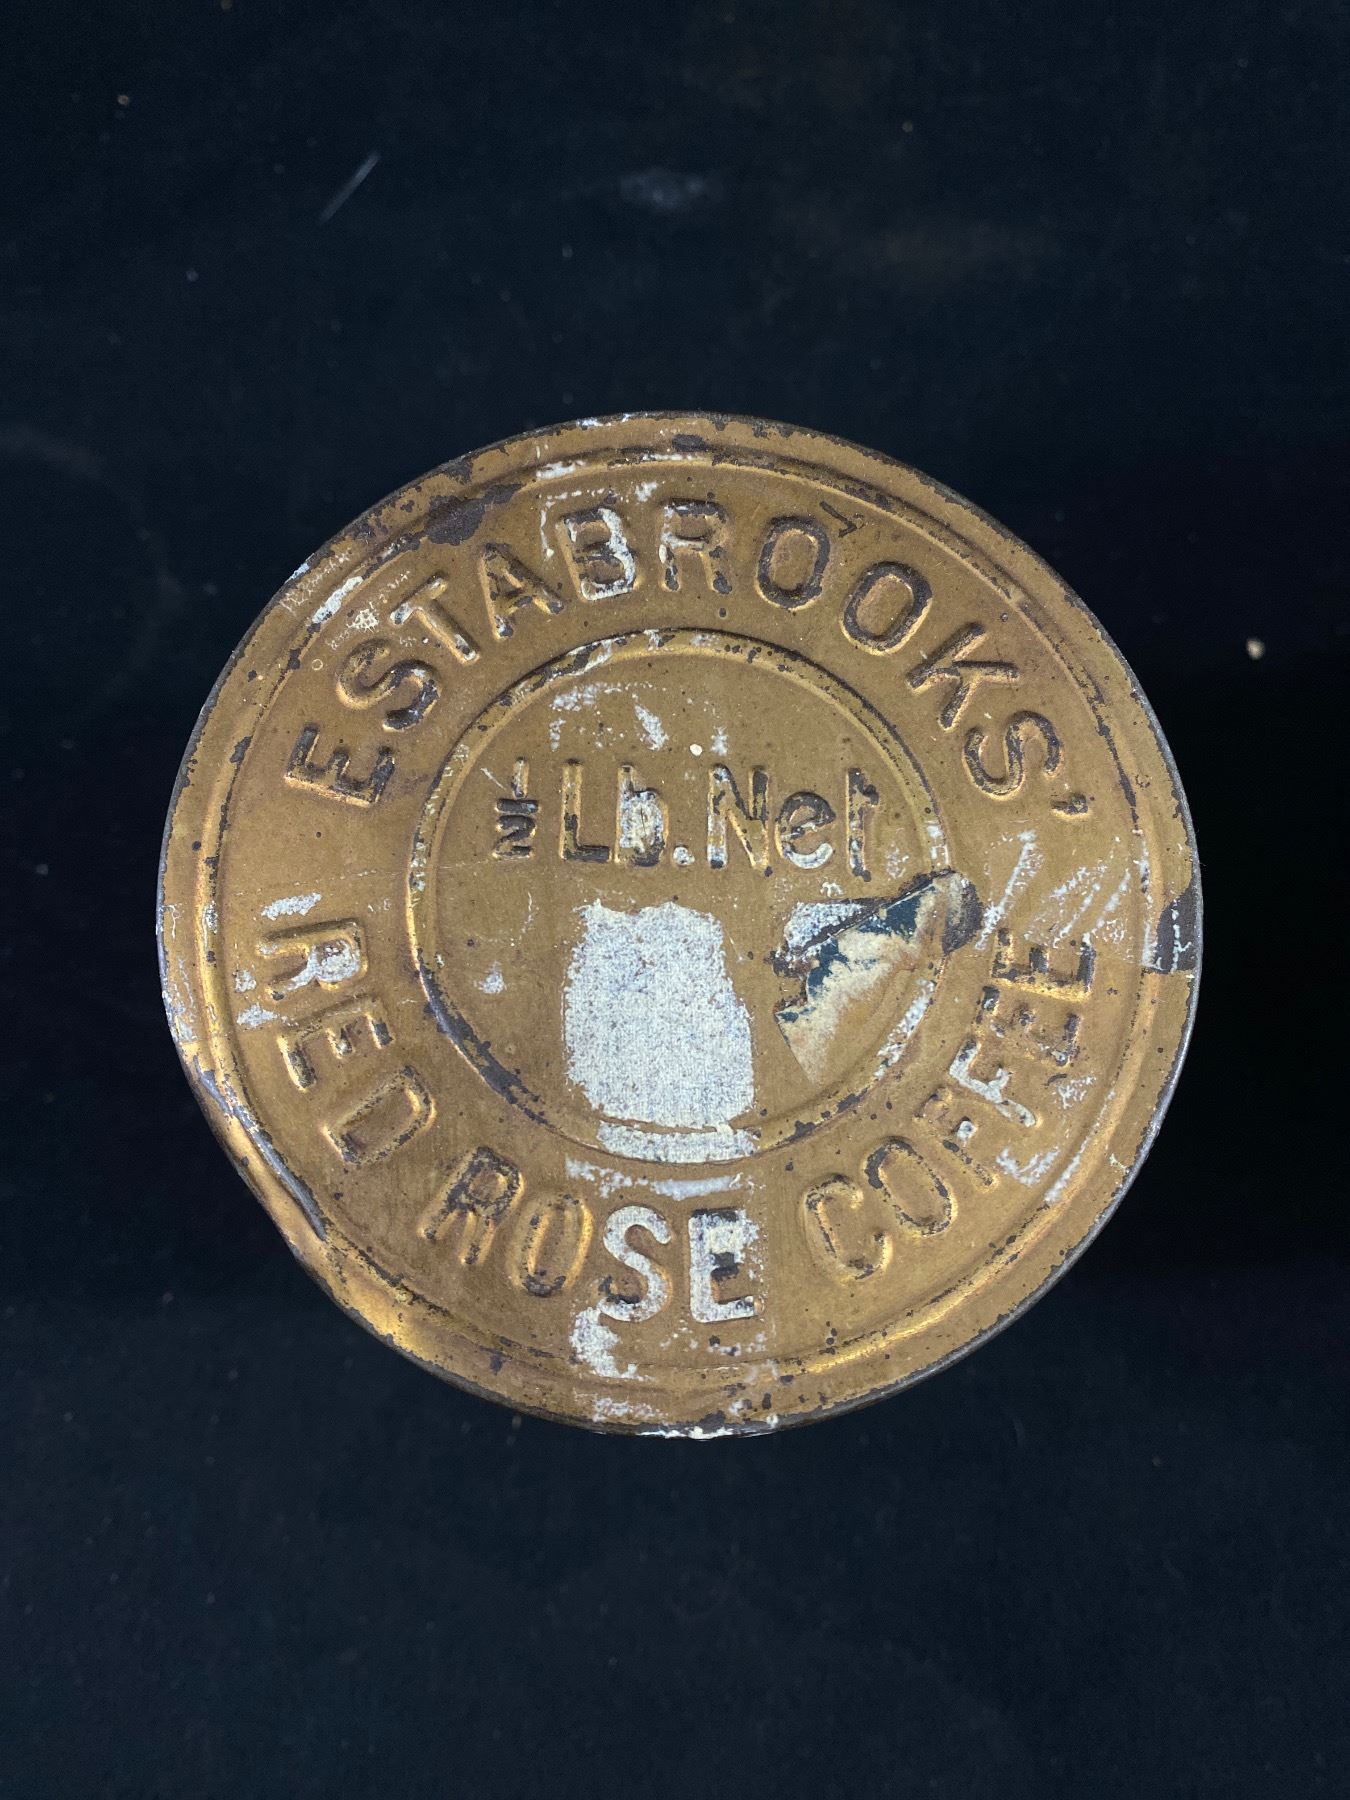 ESTABROOKS'
½ Lb. Net
RED ROSE COFFEE